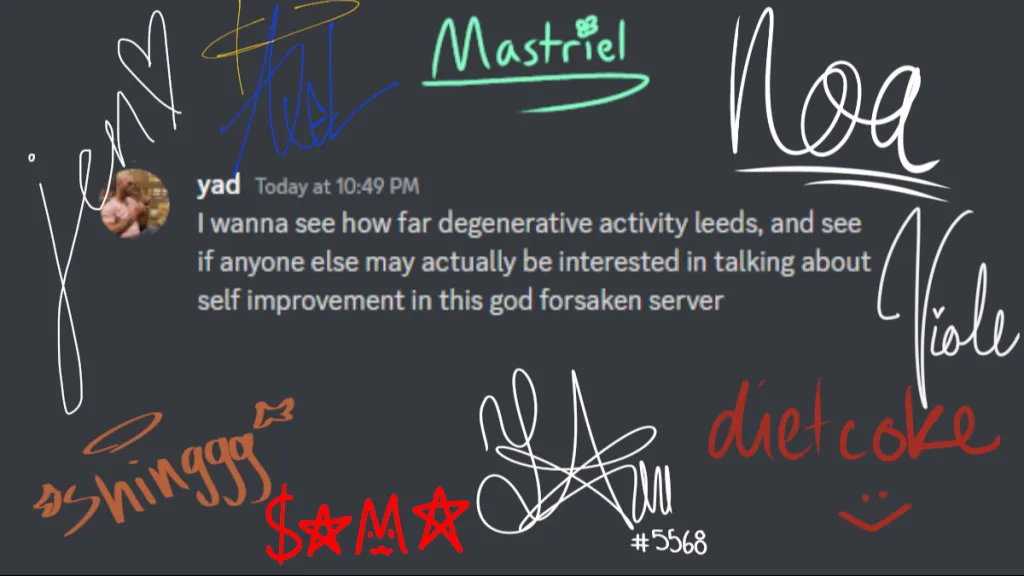 Mastriel
Noa
jen
yad Today at 10:49 PM
I wanna see how far degenerative activity leeds, and see
if anyone else may actually be interested in talking about
self improvement in this god forsaken server
Viole
dietcoke
shinggg
$☆M☆
#5568